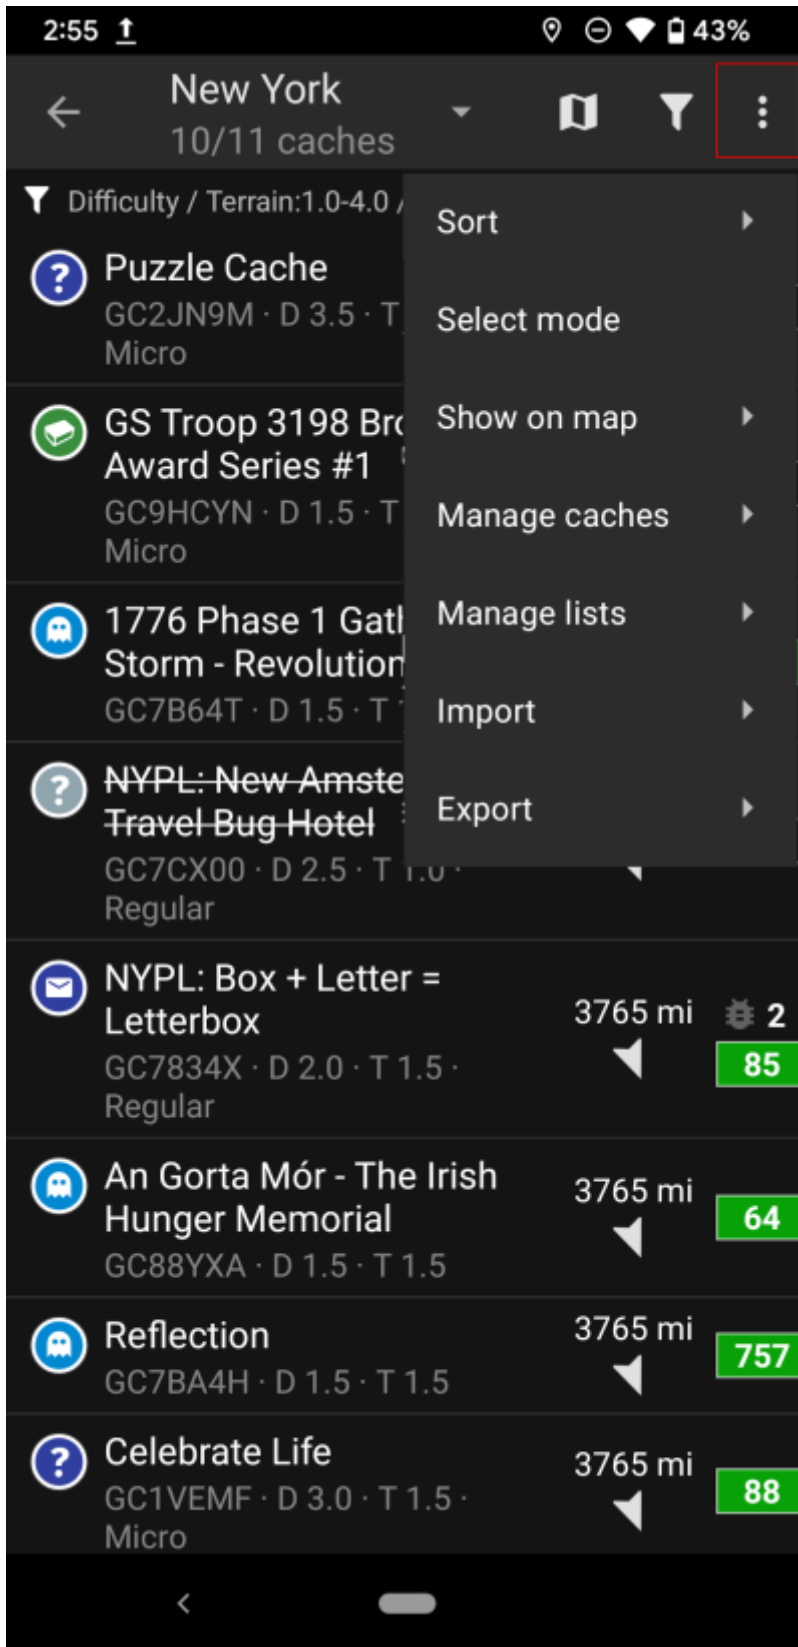 2:55
43%
New York
10/11 caches
Difficulty / Terrain:1.0-4.0 /
Sort
Select mode
Show on map
Manage caches
Manage lists
Import
Export
? Puzzle Cache
GC2JN9M · D 3.5 · T
Micro
GS Troop 3198 Bro
Award Series #1
GC9HCYN · D 1.5 · T
Micro
1776 Phase 1 Gath
Storm - Revolution
GC7B64T · D 1.5 · T
? NYPL: New Amste
Travel Bug Hotel
GC7CX00 · D 2.5 · T 1.0 ·
Regular
NYPL: Box + Letter =
Letterbox
GC7834X · D 2.0 · T 1.5 ·
Regular
3765 mi
2
85
An Gorta Mór - The Irish
Hunger Memorial
GC88YXA · D 1.5 · T 1.5
3765 mi
64
Reflection
GC7BA4H · D 1.5 · T 1.5
3765 mi
757
? Celebrate Life
GC1VEMF · D 3.0 · T 1.5 ·
Micro
3765 mi
88